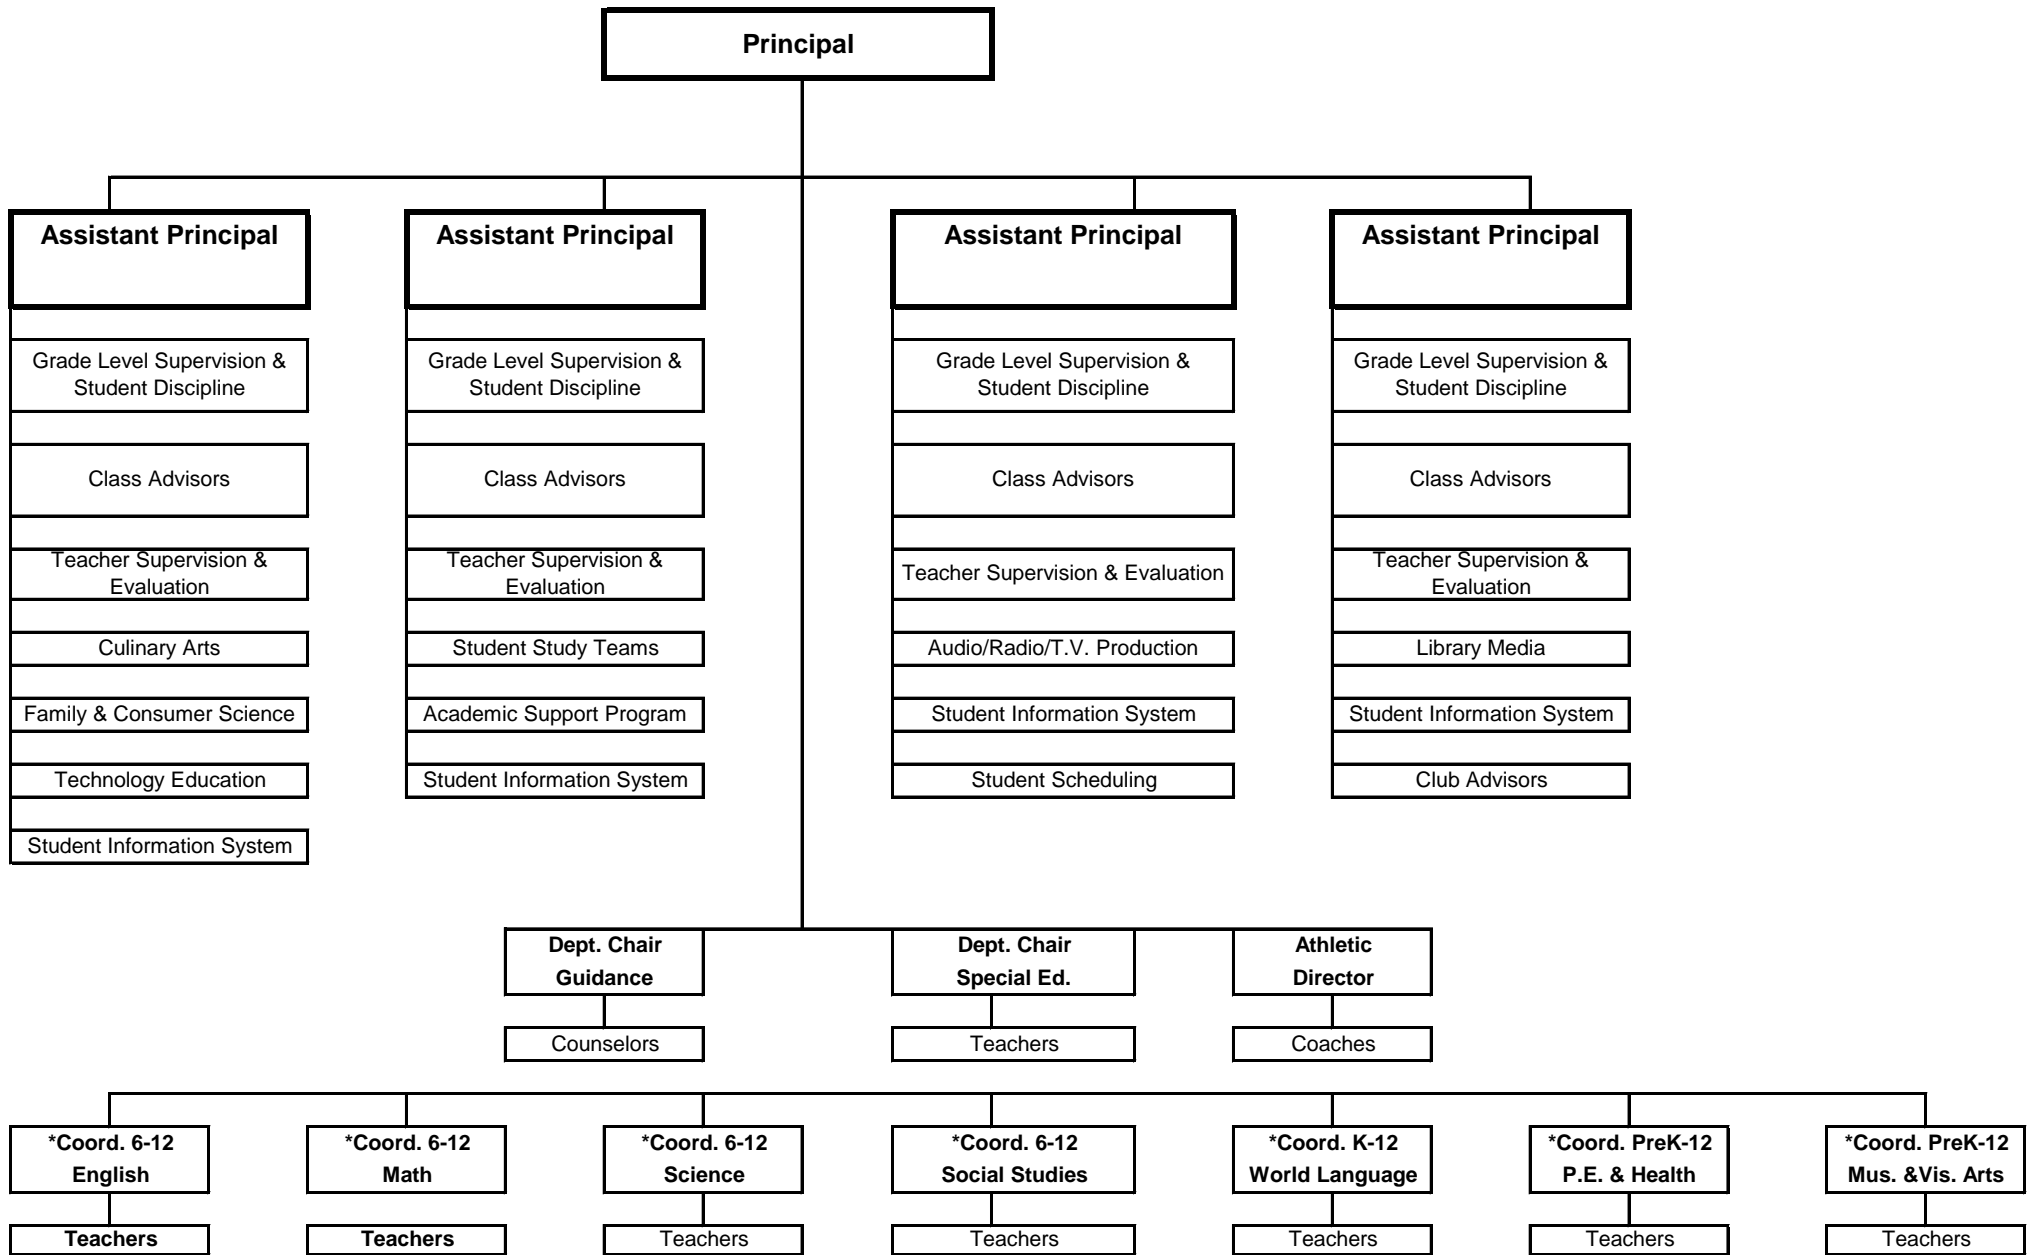 Principal
Assistant Principal
Assistant Principal
Assistant Principal
Assistant Principal
Grade Level Supervision &
Student Discipline
Grade Level Supervision &
Student Discipline
Grade Level Supervision &
Student Discipline
Grade Level Supervision &
Student Discipline
Class Advisors
Class Advisors
Class Advisors
Class Advisors
Teacher Supervision &
Evaluation
Teacher Supervision &
Evaluation
Teacher Supervision & Evaluation
Teacher Supervision &
Evaluation
Culinary Arts
Student Study Teams
Audio/Radio/T.V. Production
Library Media
Family & Consumer Science
Academic Support Program
Student Information System
Student Information System
Technology Education
Student Information System
Student Scheduling
Club Advisors
Student Information System
Dept. Chair
Guidance
Dept. Chair
Special Ed.
Athletic
Director
Counselors
Teachers
Coaches
*Coord. 6-12
English
*Coord. 6-12
Math
*Coord. 6-12
Science
*Coord. 6-12
Social Studies
*Coord. K-12
World Language
*Coord. PreK-12
P.E. & Health
*Coord. PreK-12
Mus. &Vis. Arts
Teachers
Teachers
Teachers
Teachers
Teachers
Teachers
Teachers